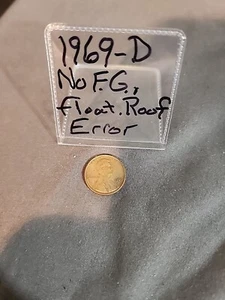 1969-D
No F.G,
float. Roof
Error